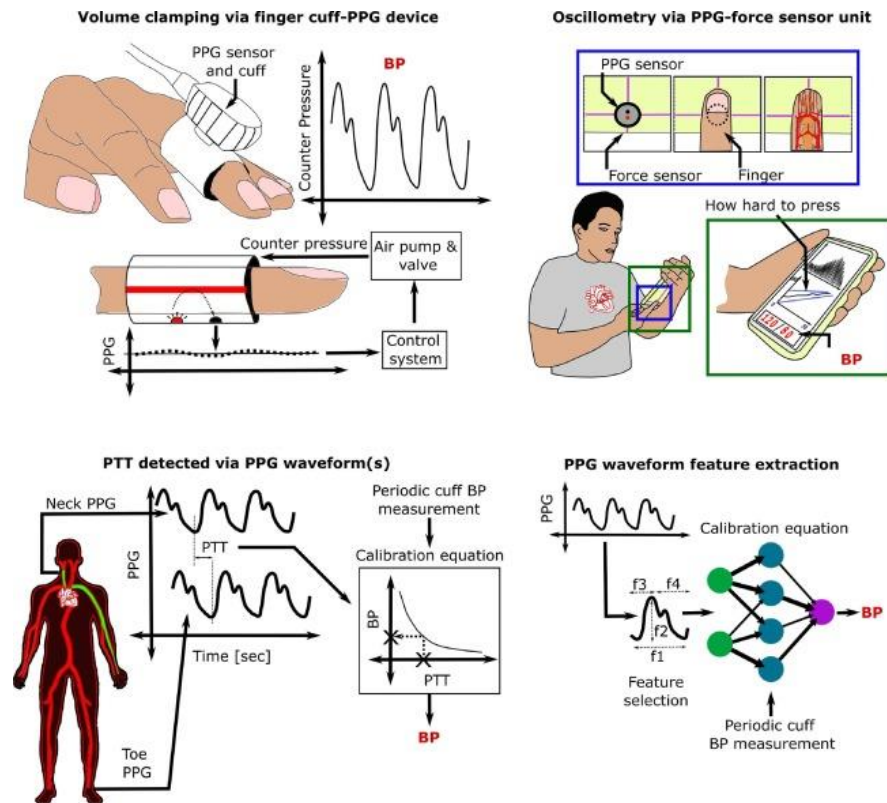 Volume clamping via finger cuff-PPG device
PPG sensor
and cuff
BP
Counter Pressure
Counter pressure
Air pump &
valve
PPG
Control
system
Oscillometry via PPG-force sensor unit
PPG sensor
Force sensor
Finger
How hard to press
120/80
BP
PTT detected via PPG waveform(s)
Neck PPG
PPG
PTT
Time [sec]
Toe
PPG
Periodic cuff BP
measurement
Calibration equation
BP
PTT
BP
PPG waveform feature extraction
PPG
Calibration equation
f3
f4
f2
f1
Feature
selection
BP
Periodic cuff
BP measurement